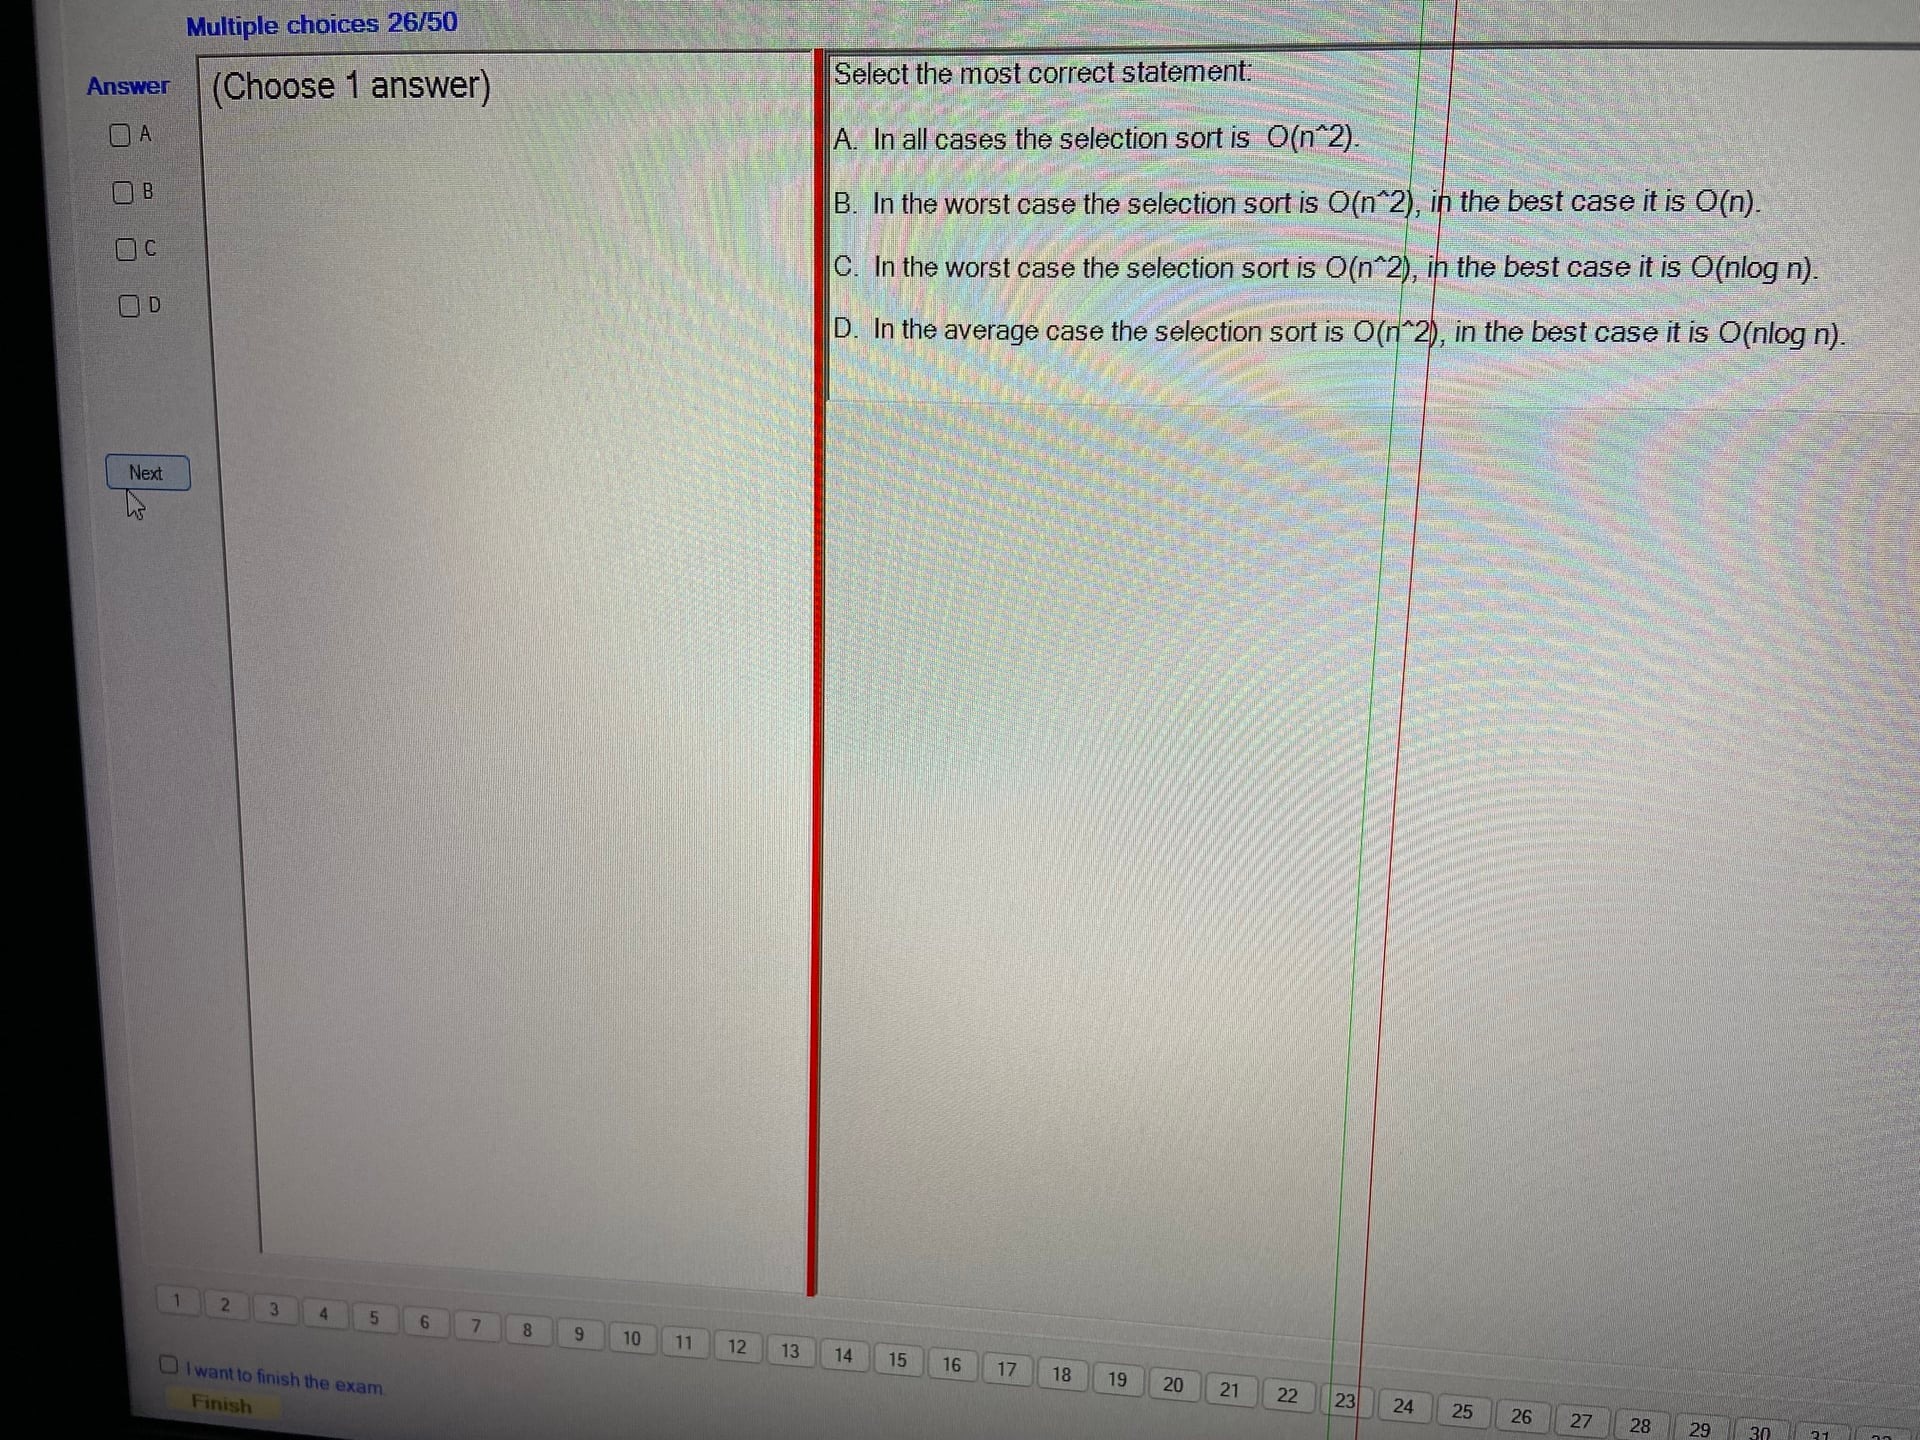 Multiple choices 26/50
Answer
A
B
C
D
Next
(Choose 1 answer)
Select the most correct statement:
A. In all cases the selection sort is O(n^2).
B. In the worst case the selection sort is O(n^2), in the best case it is O(n).
C. In the worst case the selection sort is O(n^2), in the best case it is O(nlog n).
D. In the average case the selection sort is O(n^2), in the best case it is O(nlog n).
1 2 3 4 5 6 7 8 9 10 11 12 13 14 15 16 17 18 19 20 21 22 23 24 25 26 27 28 29 30 31
I want to finish the exam.
Finish